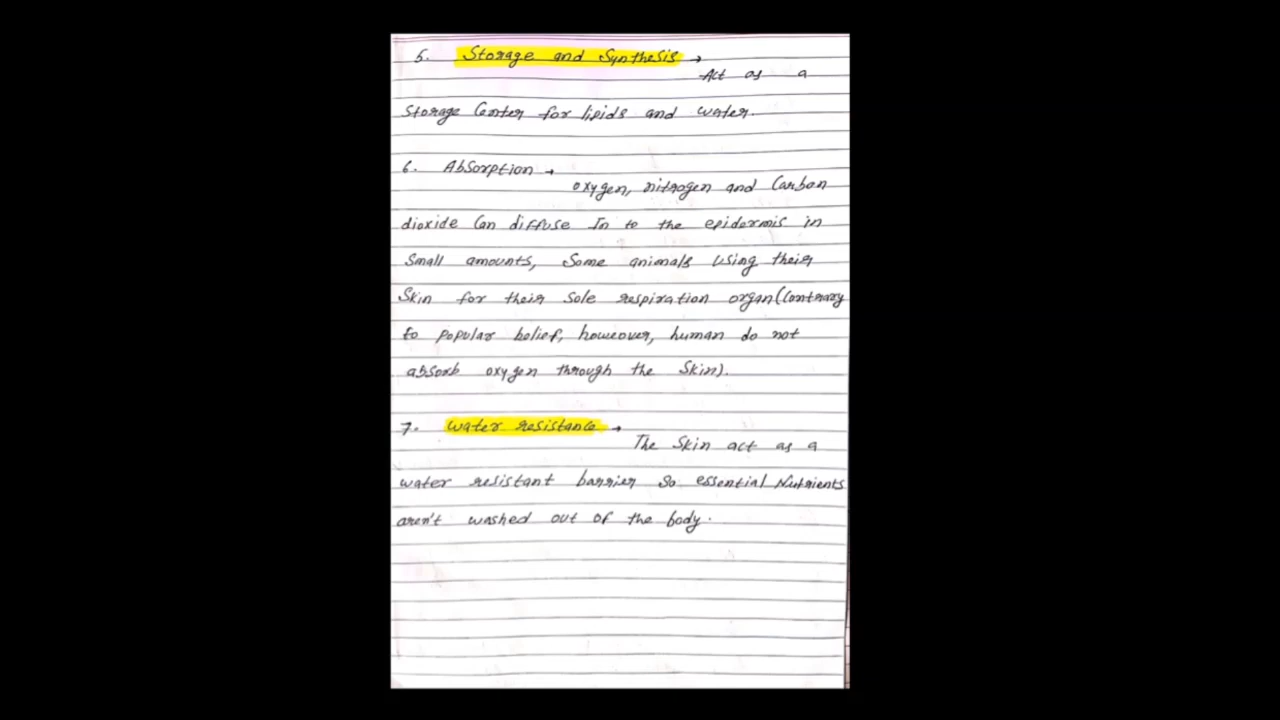 5. Storage and Synthesis →
Act as a
Storage Center for lipids and water.
6. Absorption →
oxygen, nitrogen and Carbon
dioxide Can diffuse In to the epidermis in
Small amounts, Some animals using their
Skin for their Sole respiration organ (Contrary
to popular belief, however, human do not
absorb oxygen through the Skin).
7. Water resistance →
The Skin act as a
water resistant barrier So essential Nutrients
aren't washed out of the body.